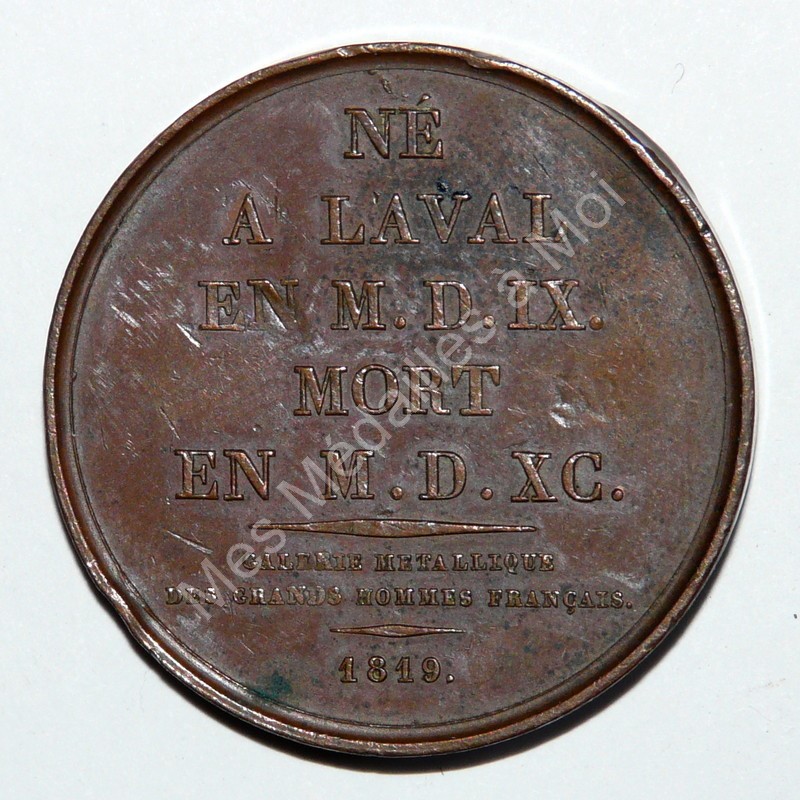 NÉ
A LAVAL
EN M.D.IX.
MORT
EN M.D.XC.
GALERIE METALLIQUE
DES GRANDS HOMMES FRANÇAIS.
1819.
Mes Médailles à Moi